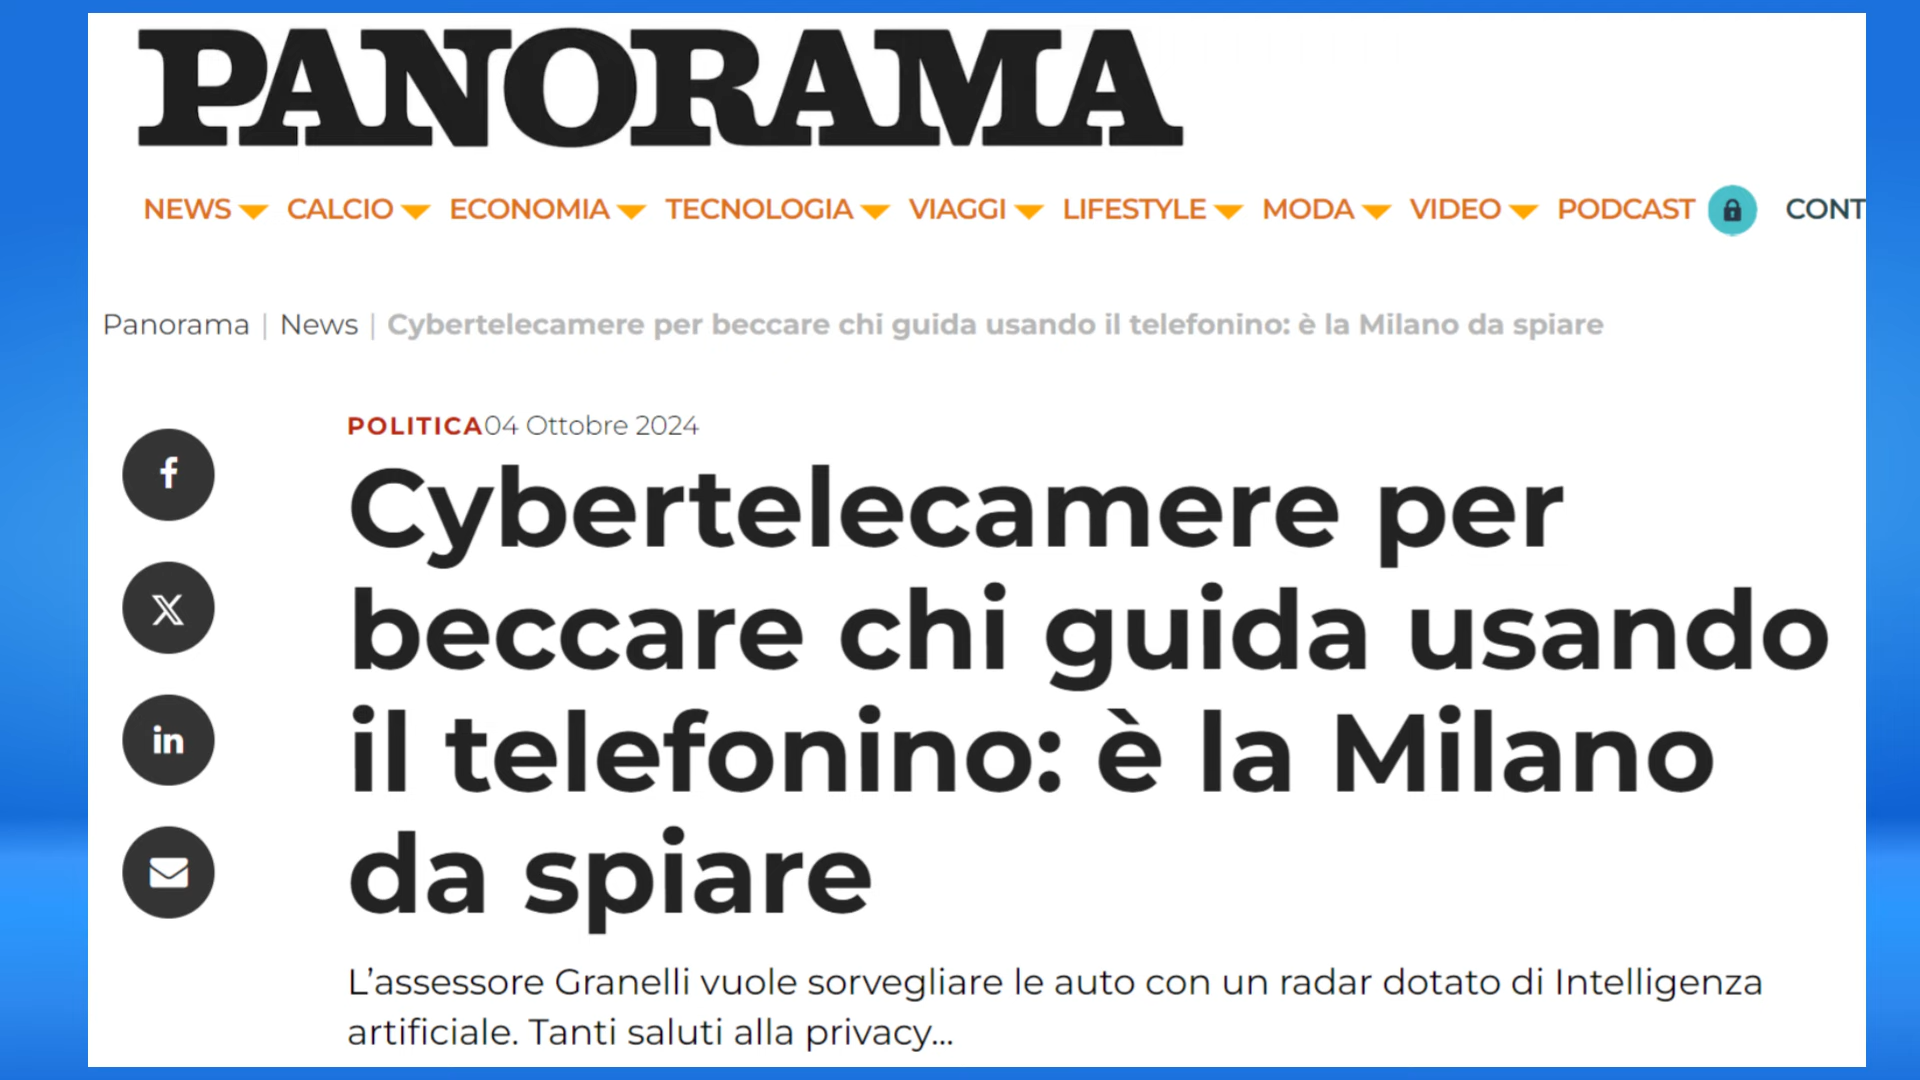 PANORAMA
NEWS CALCIO ECONOMIA TECNOLOGIA VIAGGI LIFESTYLE MODA VIDEO PODCAST CONT
Panorama | News | Cybertelecamere per beccare chi guida usando il telefonino: è la Milano da spiare
POLITICA04 Ottobre 2024
Cybertelecamere per
beccare chi guida usando
il telefonino: è la Milano
da spiare
L’assessore Granelli vuole sorvegliare le auto con un radar dotato di Intelligenza
artificiale. Tanti saluti alla privacy...